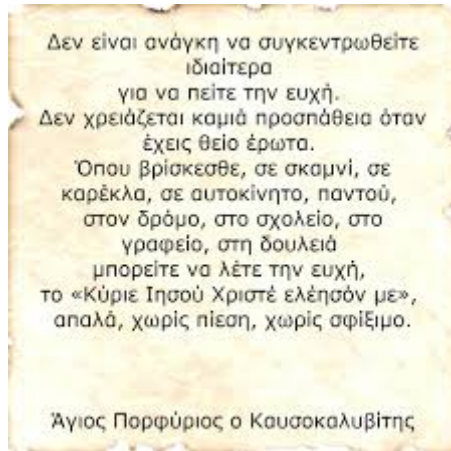 Δεν είναι ανάγκη να συγκεντρωθείτε
ιδιαίτερα
για να πείτε την ευχή.
Δεν χρειάζεται καμιά προσπάθεια όταν
έχεις θείο έρωτα.
Όπου βρίσκεσθε, σε σκαμνί, σε
καρέκλα, σε αυτοκίνητο, παντού,
στον δρόμο, στο σχολείο, στο
γραφείο, στη δουλειά
μπορείτε να λέτε την ευχή,
το «Κύριε Ιησού Χριστέ ελέησόν με»,
απαλά, χωρίς πίεση, χωρίς σφίξιμο.
Άγιος Πορφύριος ο Καυσοκαλυβίτης